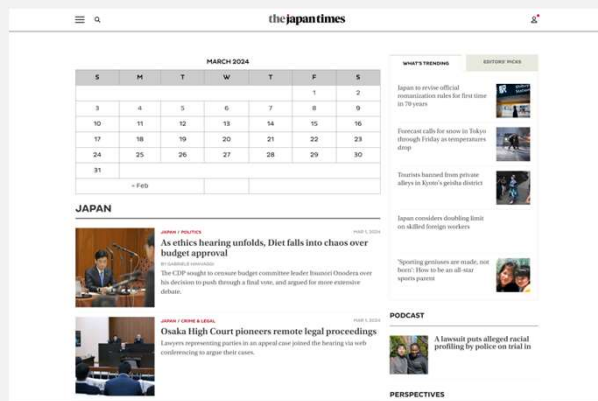 the japan times
MARCH 2024
S M T W T F S
1 2
3 4 5 6 7 8 9
10 11 12 13 14 15 16
17 18 19 20 21 22 23
24 25 26 27 28 29 30
31
« Feb
JAPAN
JAPAN / POLITICS
MAR 1, 2024
As ethics hearing unfolds, Diet falls into chaos over
budget approval
BY GABRIELE NINIVAGGI
The CDP sought to censure budget committee leader Itsunori Onodera over
his decision to push through a final vote, and argued for more extensive
debate.
JAPAN / CRIME & LEGAL
MAR 1, 2024
Osaka High Court pioneers remote legal proceedings
Lawyers representing parties in an appeal case joined the hearing via web
conferencing to argue their cases.
WHAT'S TRENDING
EDITORS' PICKS
Japan to revise official
romanization rules for first time
in 70 years
Forecast calls for snow in Tokyo
through Friday as temperatures
drop
Tourists banned from private
alleys in Kyoto's geisha district
Japan considers doubling limit
on skilled foreign workers
'Sporting geniuses are made, not
born': How to be an all-star
sports parent
PODCAST
A lawsuit puts alleged racial
profiling by police on trial in
PERSPECTIVES